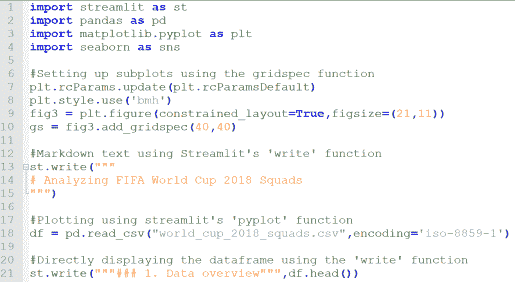 1 import streamlit as st
2 import pandas as pd
3 import matplotlib.pyplot as plt
4 import seaborn as sns
5
6 #Setting up subplots using the gridspec function
7 plt.rcParams.update(plt.rcParamsDefault)
8 plt.style.use('bmh')
9 fig3 = plt.figure(constrained_layout=True,figsize=(21,11))
10 gs = fig3.add_gridspec(40,40)
11
12 #Markdown text using Streamlit's 'write' function
13 st.write("""
14 # Analyzing FIFA World Cup 2018 Squads
15 """)
16
17 #Plotting using streamlit's 'pyplot' function
18 df = pd.read_csv("world_cup_2018_squads.csv",encoding='iso-8859-1')
19
20 #Directly displaying the dataframe using the 'write' function
21 st.write("""### 1. Data overview""",df.head())